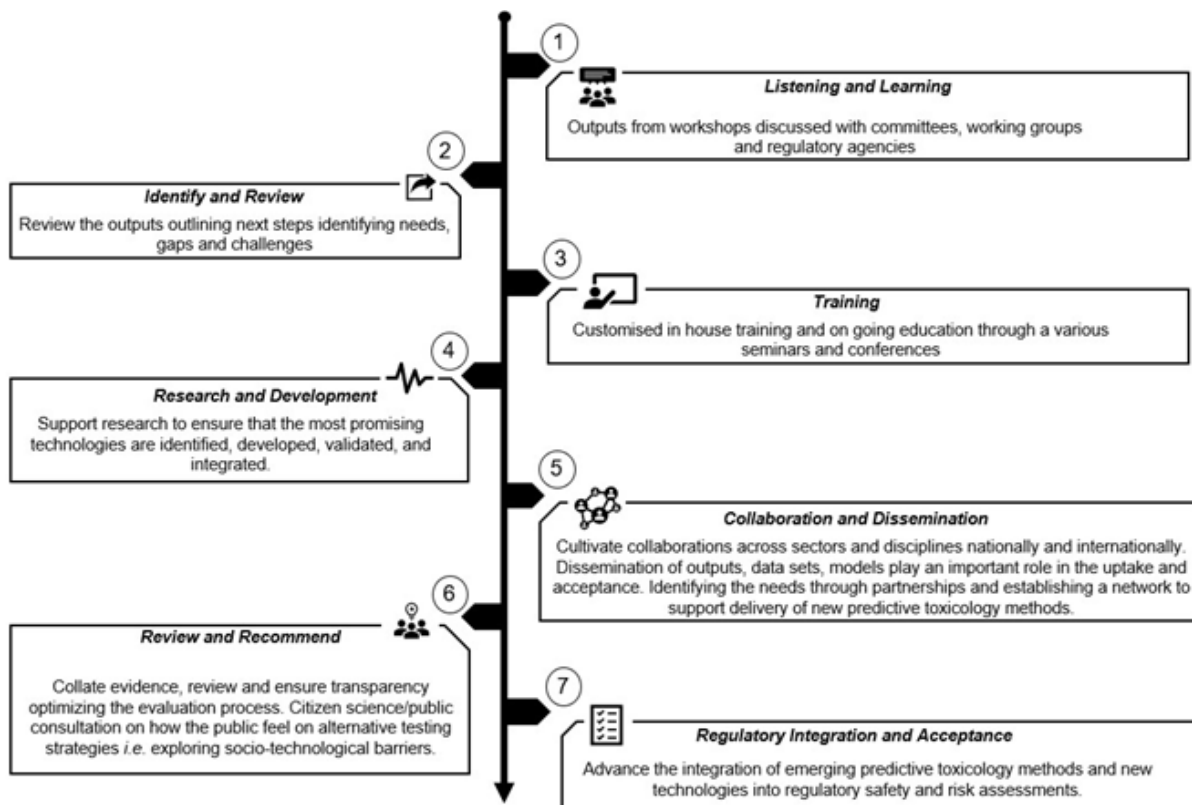 1
Listening and Learning
Outputs from workshops discussed with committees, working groups
and regulatory agencies
2
Identify and Review
Review the outputs outlining next steps identifying needs,
gaps and challenges
3
Training
Customised in house training and on going education through a various
seminars and conferences
4
Research and Development
Support research to ensure that the most promising
technologies are identified, developed, validated, and
integrated.
5
Collaboration and Dissemination
Cultivate collaborations across sectors and disciplines nationally and internationally.
Dissemination of outputs, data sets, models play an important role in the uptake and
acceptance. Identifying the needs through partnerships and establishing a network to
support delivery of new predictive toxicology methods.
6
Review and Recommend
Collate evidence, review and ensure transparency
optimizing the evaluation process. Citizen science/public
consultation on how the public feel on alternative testing
strategies i.e. exploring socio-technological barriers.
7
Regulatory Integration and Acceptance
Advance the integration of emerging predictive toxicology methods and new
technologies into regulatory safety and risk assessments.